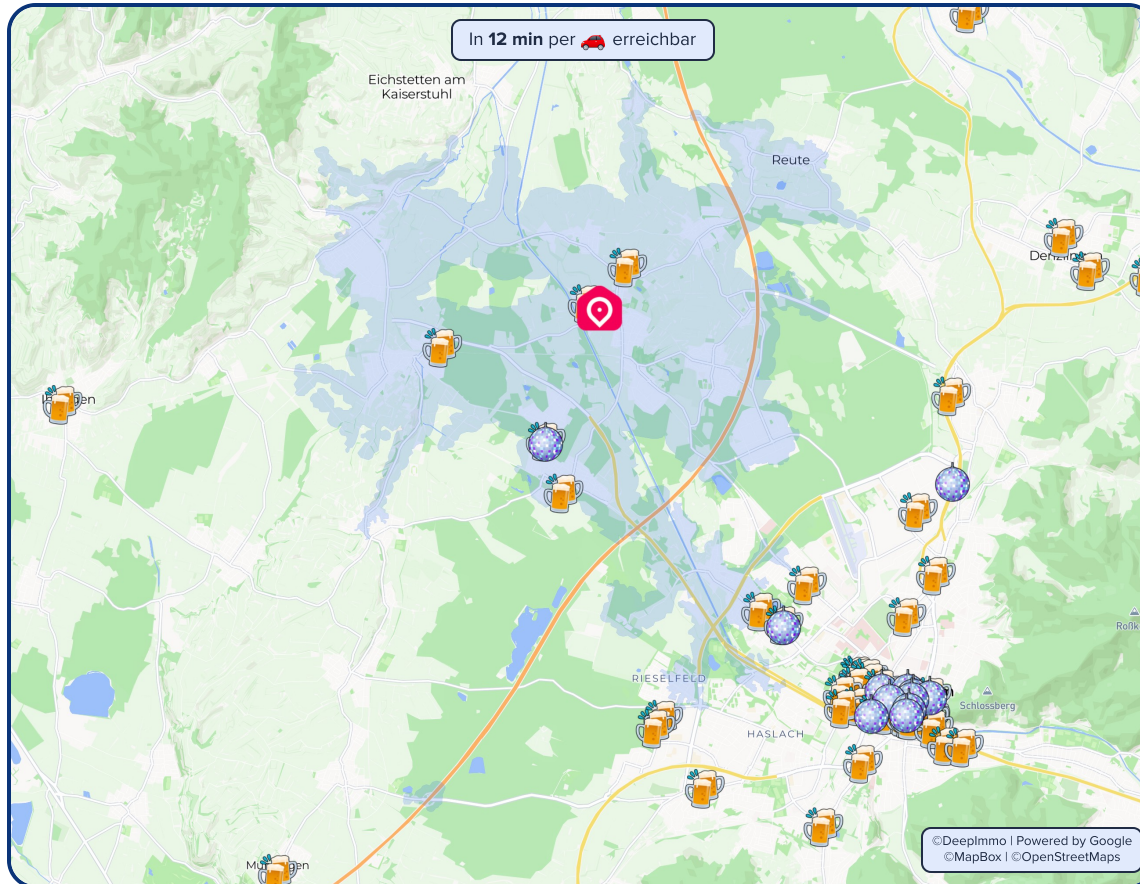 In 12 min per erreichbar
Eichstetten am
Kaiserstuhl
Reute
RIESELFELD
Schlossberg
HASLACH
©DeepImmo | Powered by Google
©MapBox | ©OpenStreetMaps